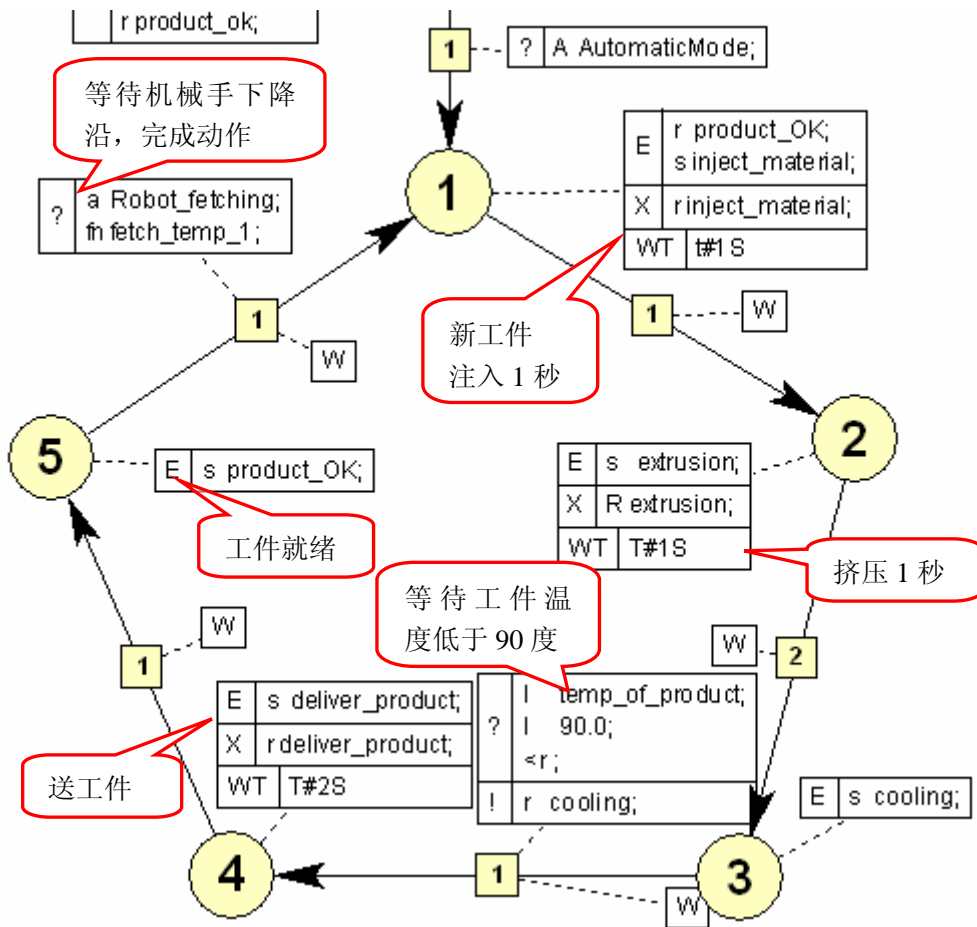 r product_ok;
1
? A AutomaticMode;
等待机械手下降
沿，完成动作
E r product_OK;
s inject_material;
X r inject_material;
WT t#1S
1
? a Robot_fetching;
fn fetch_temp_1;
1
W
新工件
注入 1 秒
1
W
2
5
E s product_OK;
工件就绪
E s extrusion;
X R extrusion;
WT T#1S
挤压 1 秒
等待工件温
度低于 90 度
W
1
W
2
E s deliver_product;
X r deliver_product;
WT T#2S
送工件
? l temp_of_product;
l 90.0;
<r ;
! r cooling;
E s cooling;
4
1
W
3